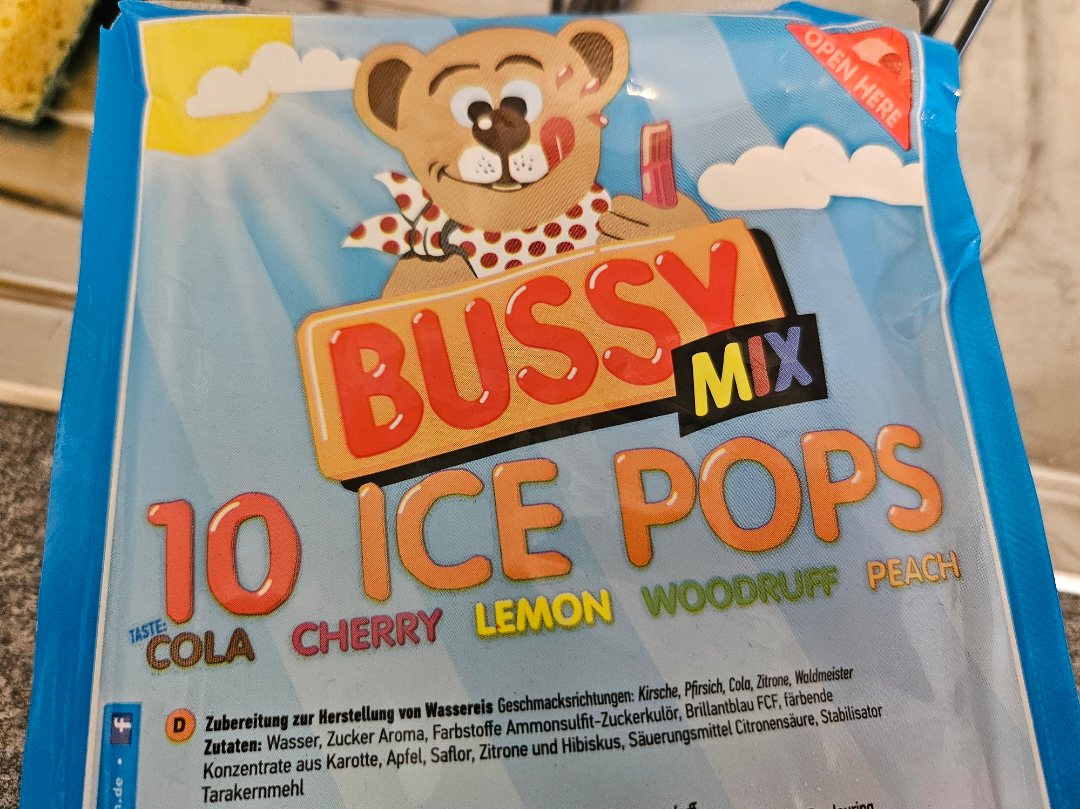 OPEN HERE
BUSSY
MIX
10 ICE POPS
TASTE:
COLA CHERRY LEMON WOODRUFF PEACH
D Zubereitung zur Herstellung von Wassereis Geschmacksrichtungen: Kirsche, Pfirsich, Cola, Zitrone, Waldmeister
Zutaten: Wasser, Zucker Aroma, Farbstoffe Ammonsulfit-Zuckerkulör, Brillantblau FCF, färbende
Konzentrate aus Karotte, Apfel, Saflor, Zitrone und Hibiskus, Säuerungsmittel Citronensäure, Stabilisator
Tarakernmehl
f
n.de •